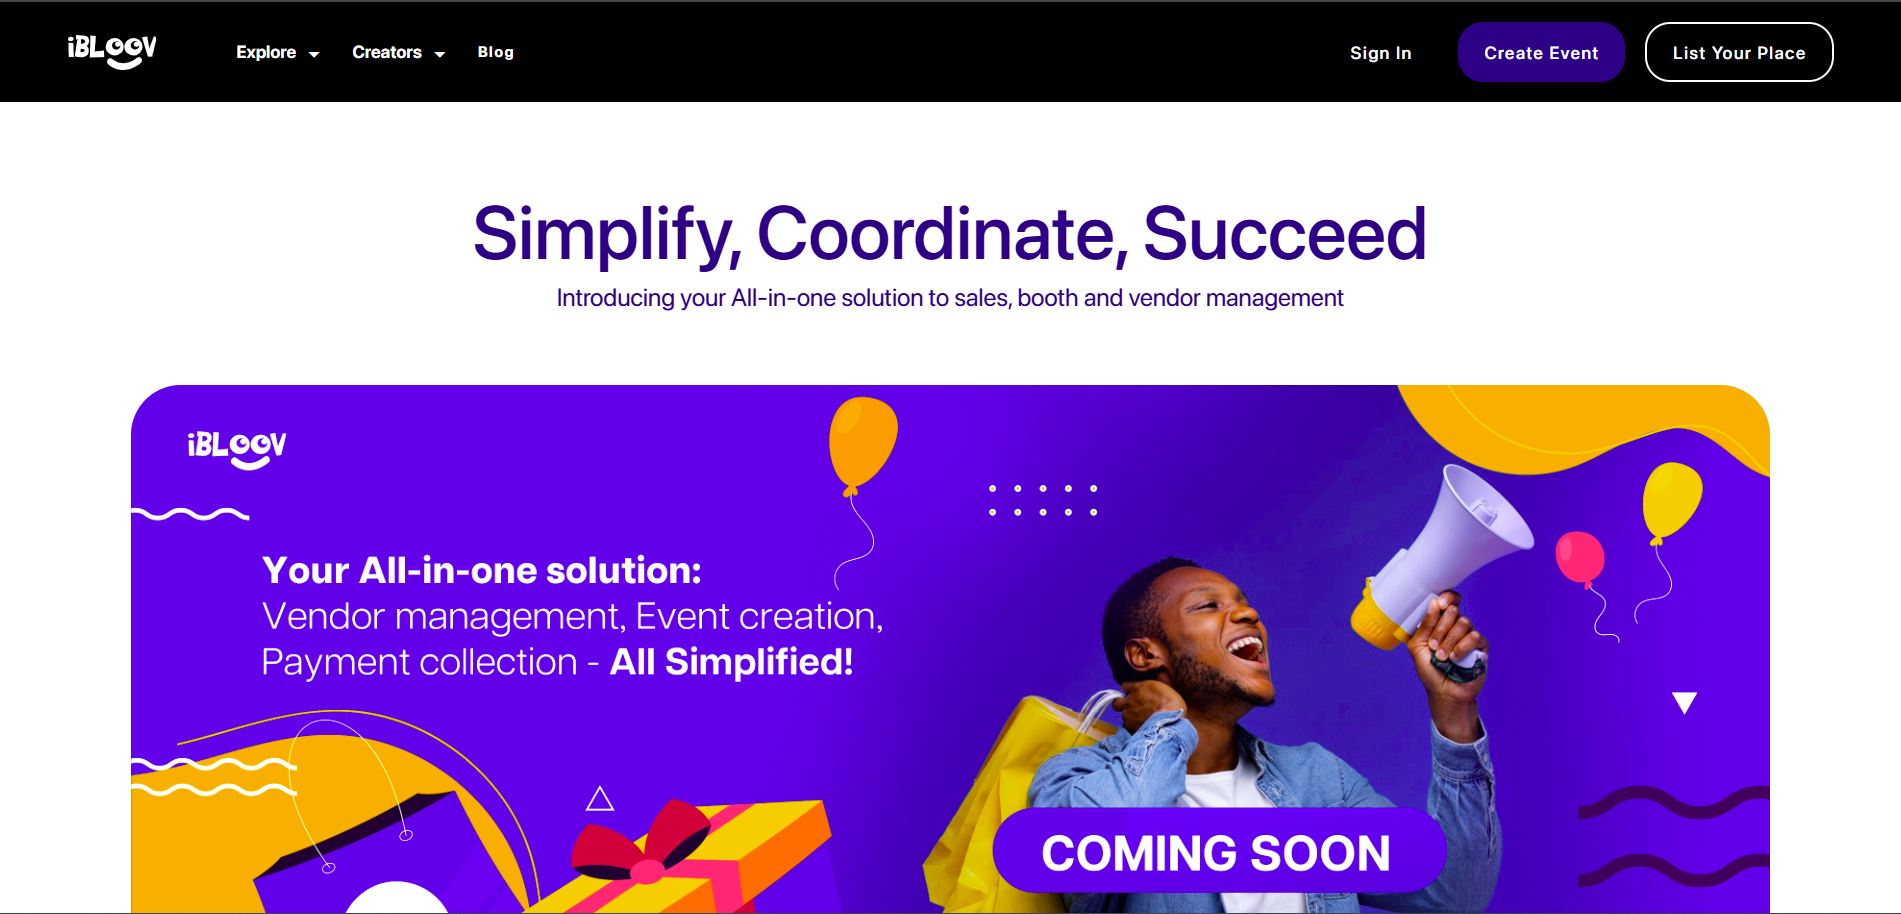 iBLOOV
Explore
Creators
Blog
Sign In
Create Event
List Your Place
Simplify, Coordinate, Succeed
Introducing your All-in-one solution to sales, booth and vendor management
iBLOOV
Your All-in-one solution:
Vendor management, Event creation,
Payment collection - All Simplified!
COMING SOON